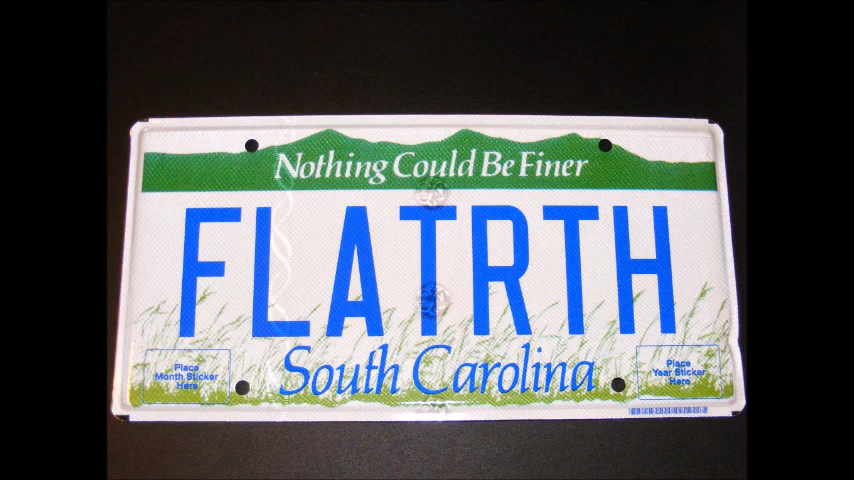 Nothing Could Be Finer
FLATRTH
South Carolina
Place
Month Sticker
Here
Place
Year Sticker
Here